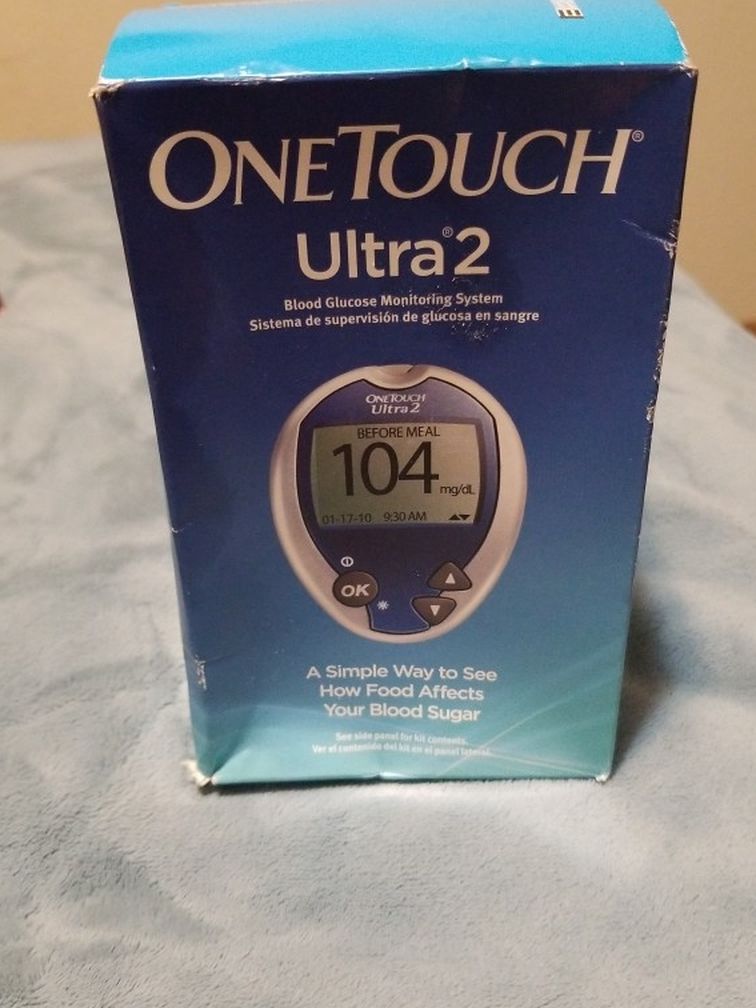 ONETOUCH®
Ultra®2
Blood Glucose Monitoring System
Sistema de supervisión de glucosa en sangre
ONETOUCH
Ultra2
BEFORE MEAL
104 mg/dL
01-17-10 9:30 AM
OK
A Simple Way to See
How Food Affects
Your Blood Sugar
See side panel for kit contents.
Ver el contenido del kit en el panel lateral.